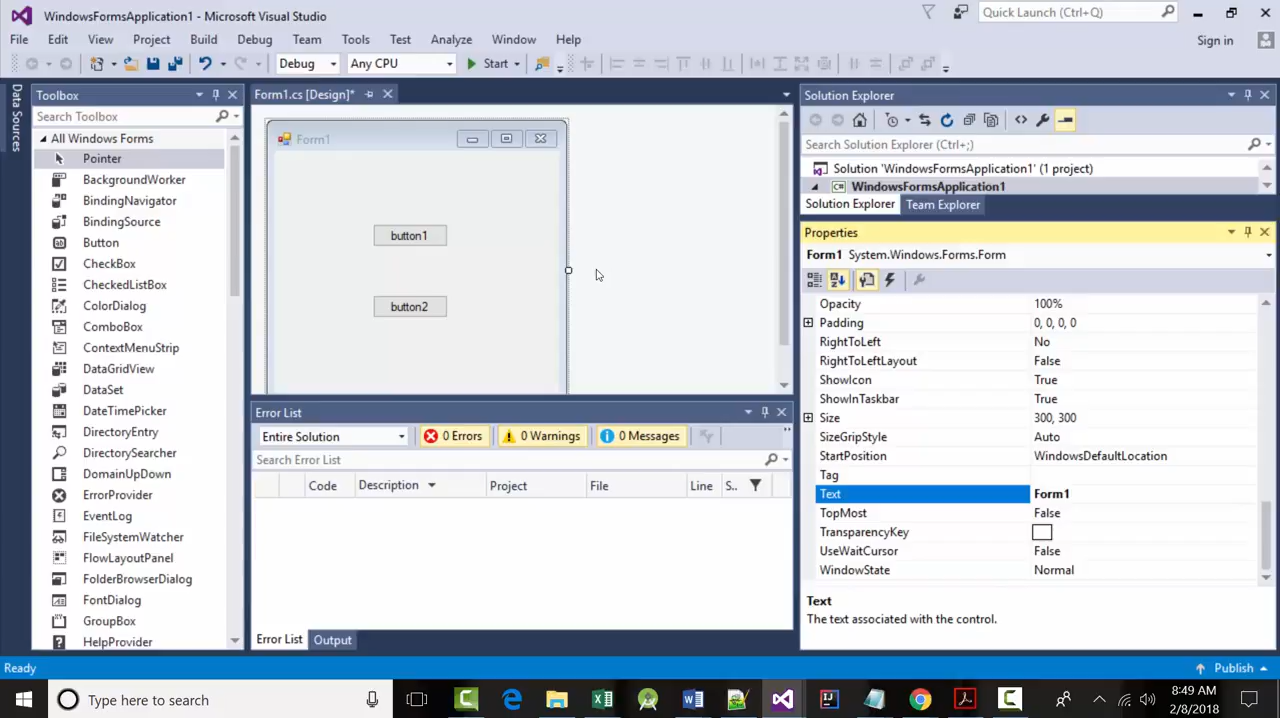 WindowsFormsApplication1 - Microsoft Visual Studio
Quick Launch (Ctrl+Q)
File Edit View Project Build Debug Team Tools Test Analyze Window Help
Sign in
Debug Any CPU Start
Data Sources
Toolbox
Search Toolbox
All Windows Forms
Pointer
BackgroundWorker
BindingNavigator
BindingSource
Button
CheckBox
CheckedListBox
ColorDialog
ComboBox
ContextMenuStrip
DataGridView
DataSet
DateTimePicker
DirectoryEntry
DirectorySearcher
DomainUpDown
ErrorProvider
EventLog
FileSystemWatcher
FlowLayoutPanel
FolderBrowserDialog
FontDialog
GroupBox
HelpProvider
Form1.cs [Design]*
Form1
button1
button2
Error List
Entire Solution 0 Errors 0 Warnings 0 Messages
Search Error List
Code Description Project File Line S..
Error List Output
Solution Explorer
Search Solution Explorer (Ctrl+;)
Solution 'WindowsFormsApplication1' (1 project)
WindowsFormsApplication1
Solution Explorer Team Explorer
Properties
Form1 System.Windows.Forms.Form
Opacity 100%
Padding 0, 0, 0, 0
RightToLeft No
RightToLeftLayout False
ShowIcon True
ShowInTaskbar True
Size 300, 300
SizeGripStyle Auto
StartPosition WindowsDefaultLocation
Tag
Text Form1
TopMost False
TransparencyKey
UseWaitCursor False
WindowState Normal
Text
The text associated with the control.
Ready
Publish
Type here to search
8:49 AM
2/8/2018